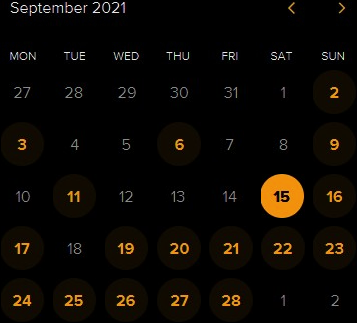 September 2021
MON TUE WED THU FRI SAT SUN
27 28 29 30 31 1 2
3 4 5 6 7 8 9
10 11 12 13 14 15 16
17 18 19 20 21 22 23
24 25 26 27 28 1 2